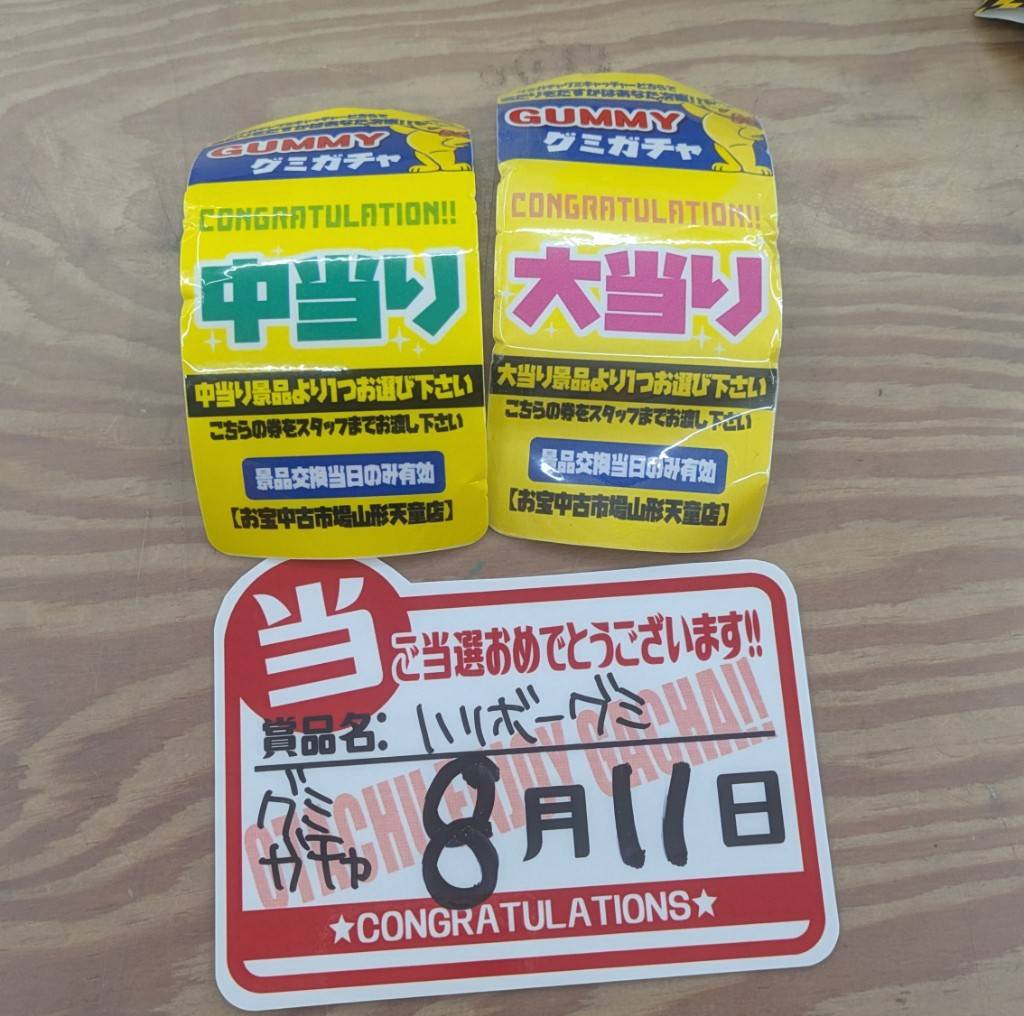 GUMMY
グミガチャ
CONGRATULATION!!
中当り
中当り景品より1つお選び下さい
こちらの券をスタッフまでお渡し下さい
景品交換当日のみ有効
【お宝中古市場山形天童店】
GUMMY
グミガチャ
CONGRATULATION!!
大当り
大当り景品より1つお選び下さい
こちらの券をスタッフまでお渡し下さい
景品交換当日のみ有効
【お宝中古市場山形天童店】
当
ご当選おめでとうございます!!
賞品名: ハリボーグミ
グミ
ガチャ
8月11日
ENJOY GACHA!!
★CONGRATULATIONS★